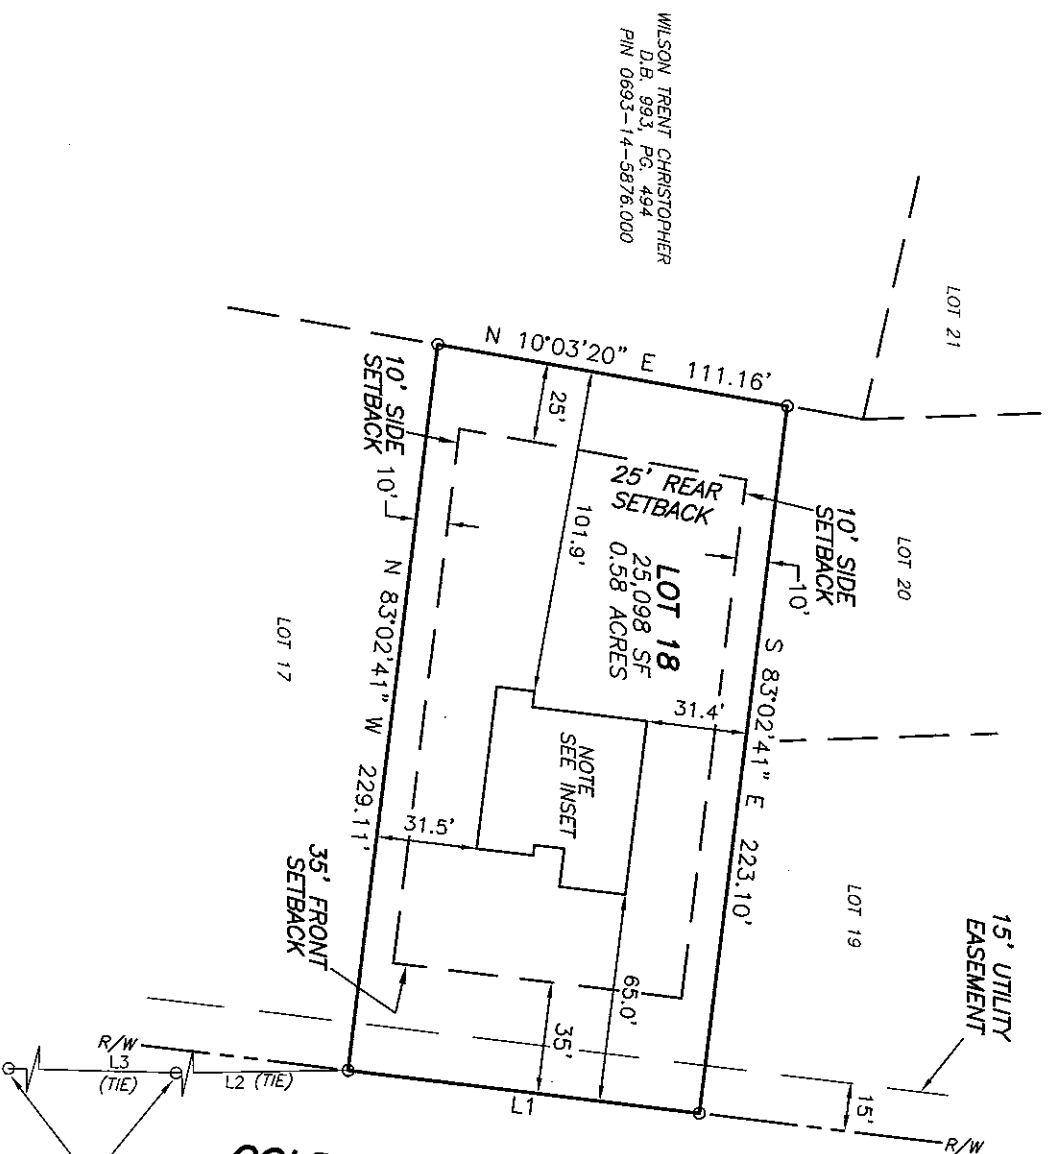 WILSON TRENT CHRISTOPHER
D.B. 993, PG. 494
PIN 0693-14-5876.000
LOT 21
N 10°03'20" E 111.16'
10' SIDE
SETBACK
10'
25'
25' REAR
SETBACK
101.9'
10' SIDE
SETBACK
10'
LOT 20
LOT 18
25,098 SF
0.58 ACRES
S 83°02'41" E 223.10'
N 83°02'41" W 229.11'
LOT 17
31.4'
NOTE
SEE INSET
31.5'
LOT 19
35' FRONT
SETBACK
15' UTILITY
EASEMENT
65.0'
35'
15'
R/W
L3
(TIE)
L2 (TIE)
L1
R/W